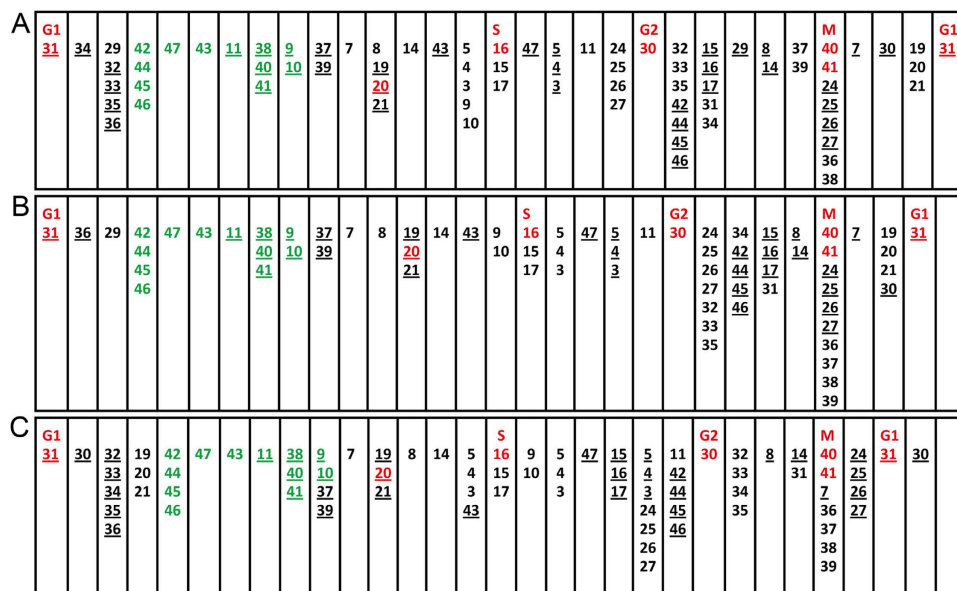 A G1 S G2 M G1
31 34 29 42 47 43 11 38 9 37 7 8 14 43 5 16 47 5 11 24 30 32 15 29 8 37 40 7 30 19 31
32 44 40 10 39 19 4 15 4 25 33 16 14 39 41 20
33 45 41 20 3 17 3 26 35 17 24 21
35 46 21 9 27 42 31 25
36 10 44 34 26
45 27
46 36
38
B G1 S G2 M G1
31 36 29 42 47 43 11 38 9 37 7 8 19 14 43 9 16 5 47 5 11 30 24 34 15 8 40 7 19 31
44 40 10 39 20 10 15 4 4 25 42 16 14 41 20
45 41 21 17 3 3 26 44 17 24 21
46 27 45 31 25 30
32 46 26
33 27
35 36
37
38
39
C G1 S G2 M G1
31 30 32 19 42 47 43 11 38 9 7 19 8 14 5 16 9 5 47 15 5 11 30 32 8 14 40 24 31 30
33 20 44 40 10 20 4 15 10 4 16 4 42 33 31 41 25
34 21 45 41 37 21 3 17 3 17 3 44 34 7 26
35 46 39 43 24 45 35 36 27
36 25 46 37
26 38
27 39